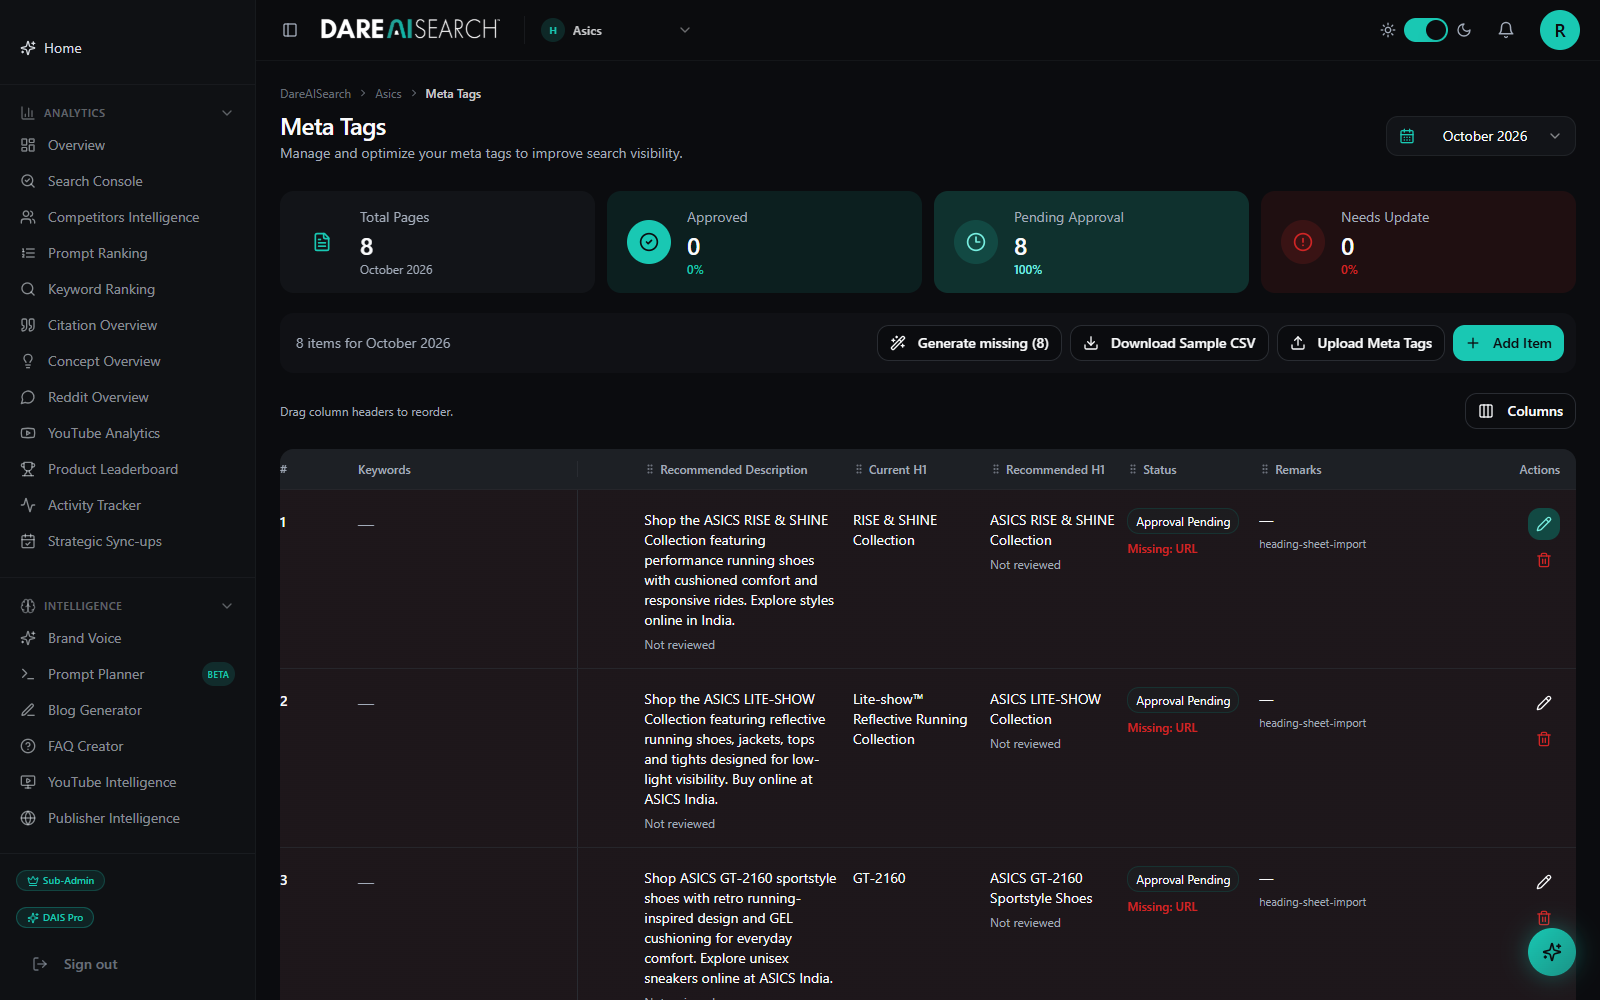 Home
DARE AISEARCH
H
Asics
R
ANALYTICS
Overview
Search Console
Competitors Intelligence
Prompt Ranking
Keyword Ranking
Citation Overview
Concept Overview
Reddit Overview
YouTube Analytics
Product Leaderboard
Activity Tracker
Strategic Sync-ups
INTELLIGENCE
Brand Voice
Prompt Planner
BETA
Blog Generator
FAQ Creator
YouTube Intelligence
Publisher Intelligence
Sub-Admin
DAIS Pro
Sign out
DareAISearch > Asics > Meta Tags
Meta Tags
Manage and optimize your meta tags to improve search visibility.
October 2026
Total Pages
8
October 2026
Approved
0
0%
Pending Approval
8
100%
Needs Update
0
0%
8 items for October 2026
Generate missing (8)
Download Sample CSV
Upload Meta Tags
+ Add Item
Drag column headers to reorder.
Columns
# Keywords Recommended Description Current H1 Recommended H1 Status Remarks Actions
1
—
Shop the ASICS RISE & SHINE
Collection featuring
performance running shoes
with cushioned comfort and
responsive rides. Explore styles
online in India.
Not reviewed
RISE & SHINE
Collection
ASICS RISE & SHINE
Collection
Not reviewed
Approval Pending
Missing: URL
—
heading-sheet-import
2
—
Shop the ASICS LITE-SHOW
Collection featuring reflective
running shoes, jackets, tops
and tights designed for low-
light visibility. Buy online at
ASICS India.
Not reviewed
Lite-show™
Reflective Running
Collection
ASICS LITE-SHOW
Collection
Not reviewed
Approval Pending
Missing: URL
—
heading-sheet-import
3
—
Shop ASICS GT-2160 sportstyle
shoes with retro running-
inspired design and GEL
cushioning for everyday
comfort. Explore unisex
sneakers online at ASICS India.
GT-2160
ASICS GT-2160
Sportstyle Shoes
Not reviewed
Approval Pending
Missing: URL
—
heading-sheet-import